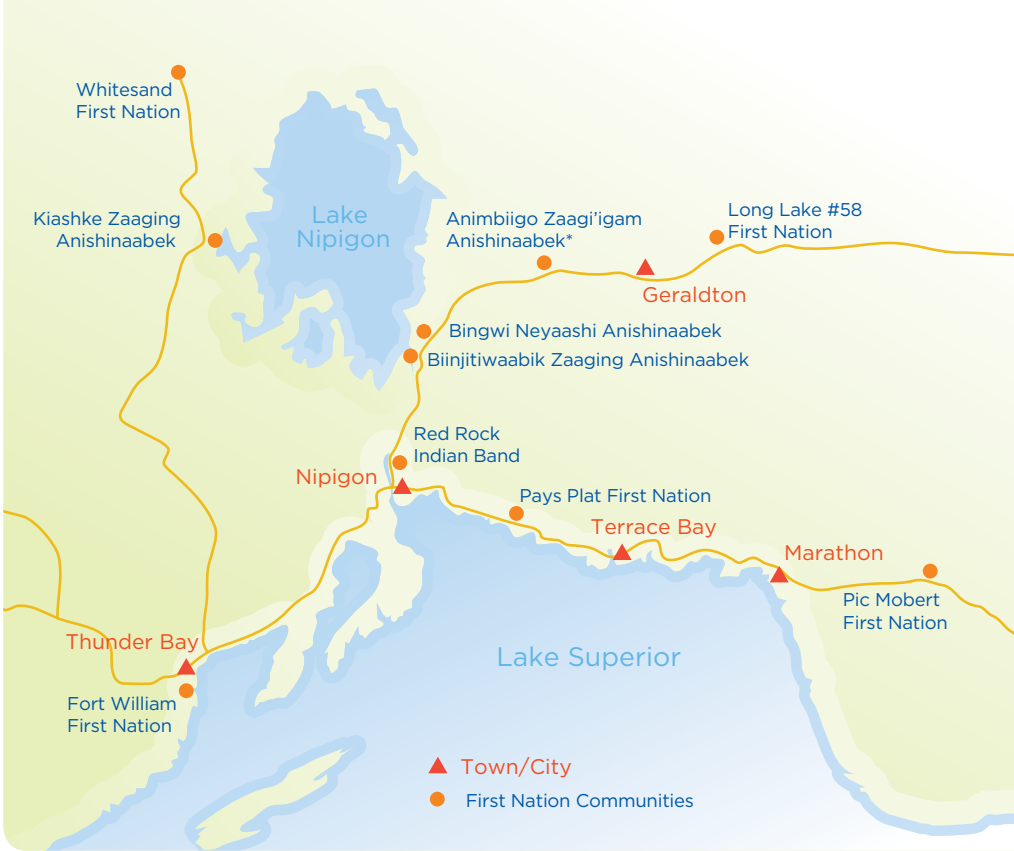 Whitesand
First Nation
Kiashke Zaaging
Anishinaabek
Lake
Nipigon
Animbiigo Zaagi’igam
Anishinaabek*
Long Lake #58
First Nation
Geraldton
Bingwi Neyaashi Anishinaabek
Biinjitiwaabik Zaaging Anishinaabek
Red Rock
Indian Band
Nipigon
Pays Plat First Nation
Terrace Bay
Marathon
Pic Mobert
First Nation
Thunder Bay
Fort William
First Nation
Lake Superior
Town/City
First Nation Communities